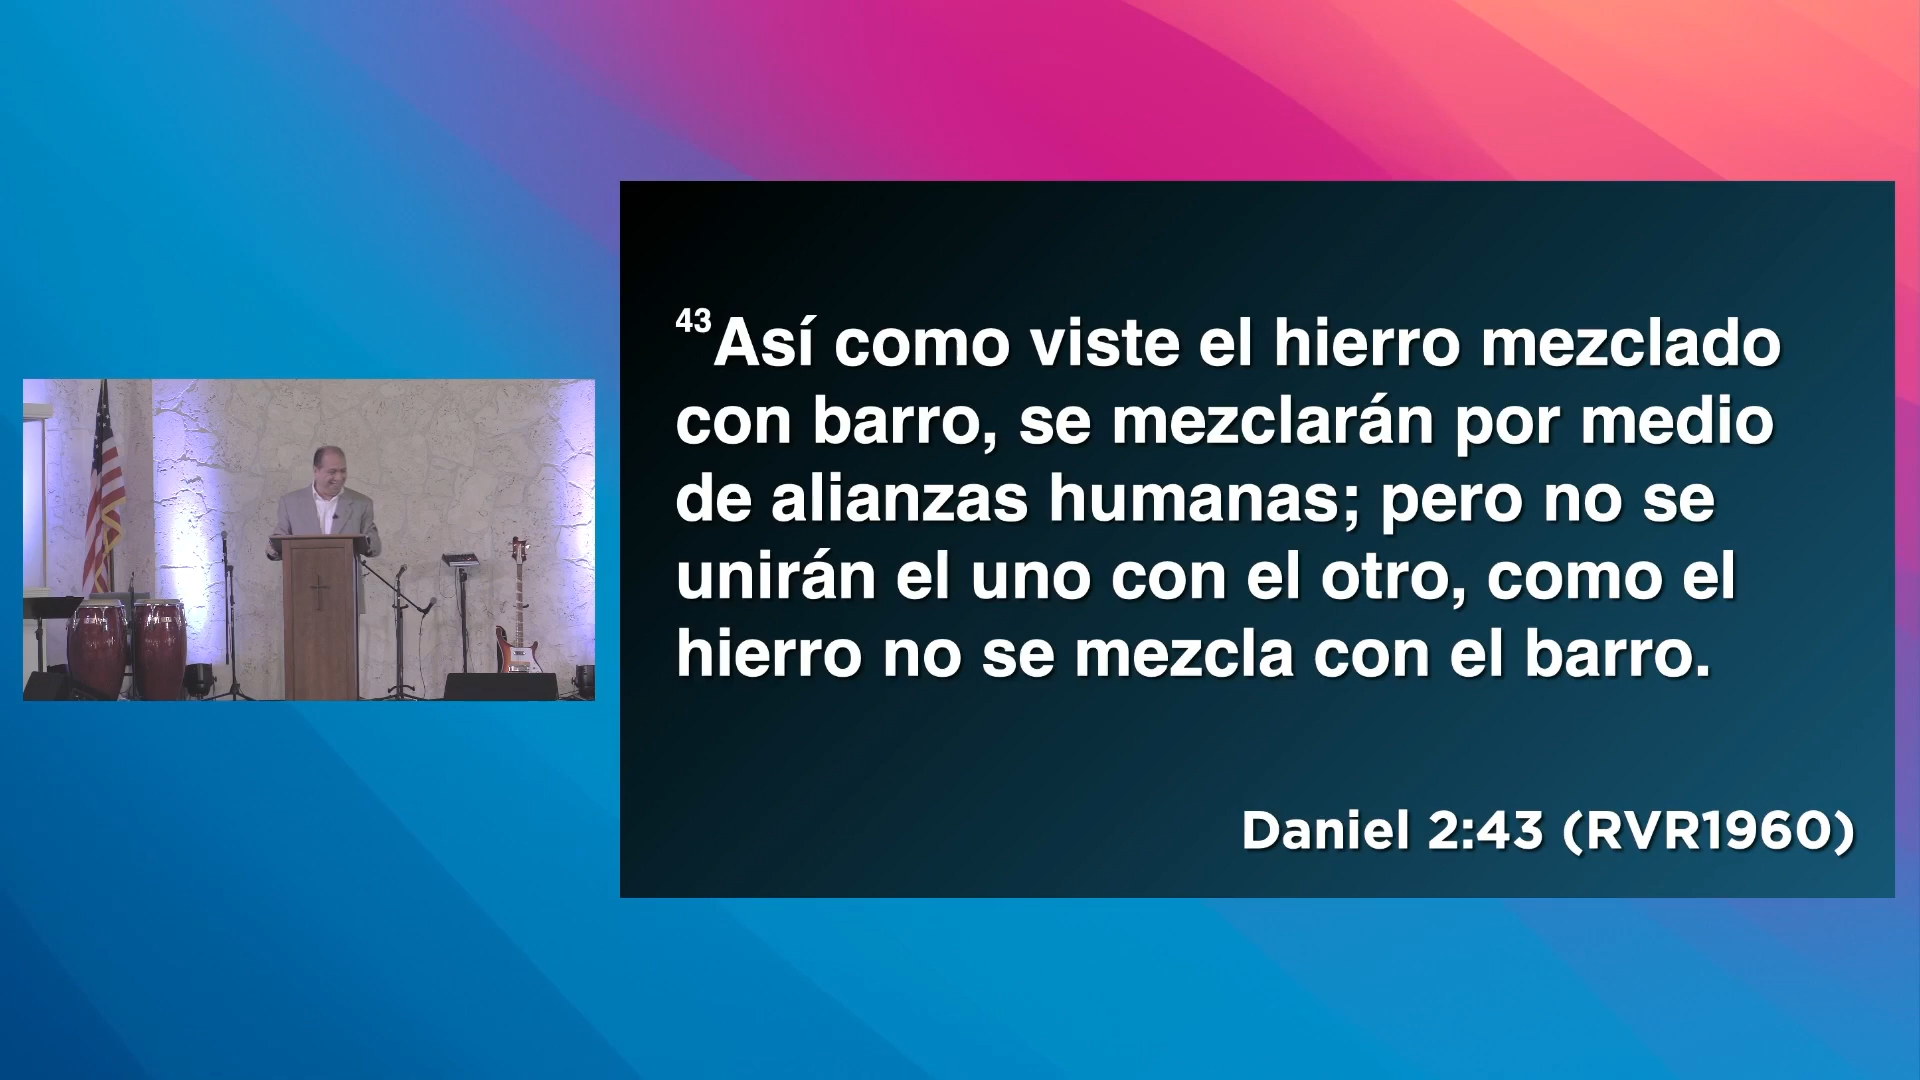 43Así como viste el hierro mezclado
con barro, se mezclarán por medio
de alianzas humanas; pero no se
unirán el uno con el otro, como el
hierro no se mezcla con el barro.
Daniel 2:43 (RVR1960)